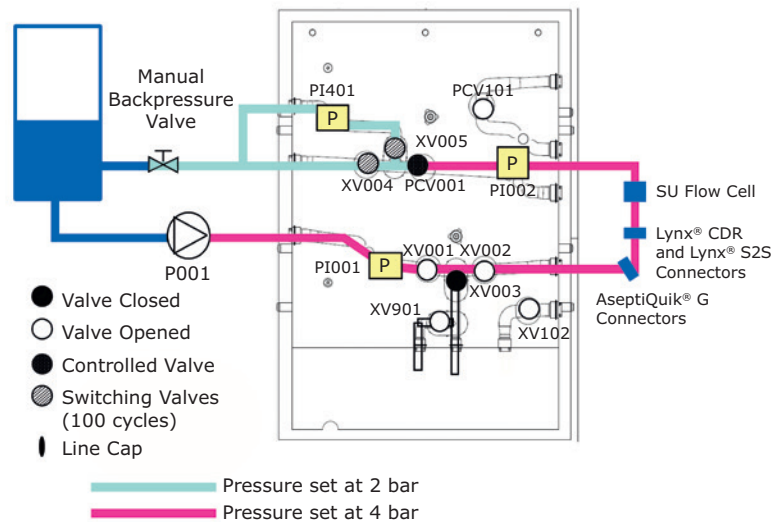 Manual
Backpressure
Valve
PI401
P
PCV101
XV005
XV004
PCV001
P
PI002
SU Flow Cell
Lynx® CDR
and Lynx® S2S
Connectors
AseptiQuik® G
Connectors
P001
PI001
P
XV001
XV002
XV003
XV901
XV102
Valve Closed
Valve Opened
Controlled Valve
Switching Valves
(100 cycles)
Line Cap
Pressure set at 2 bar
Pressure set at 4 bar